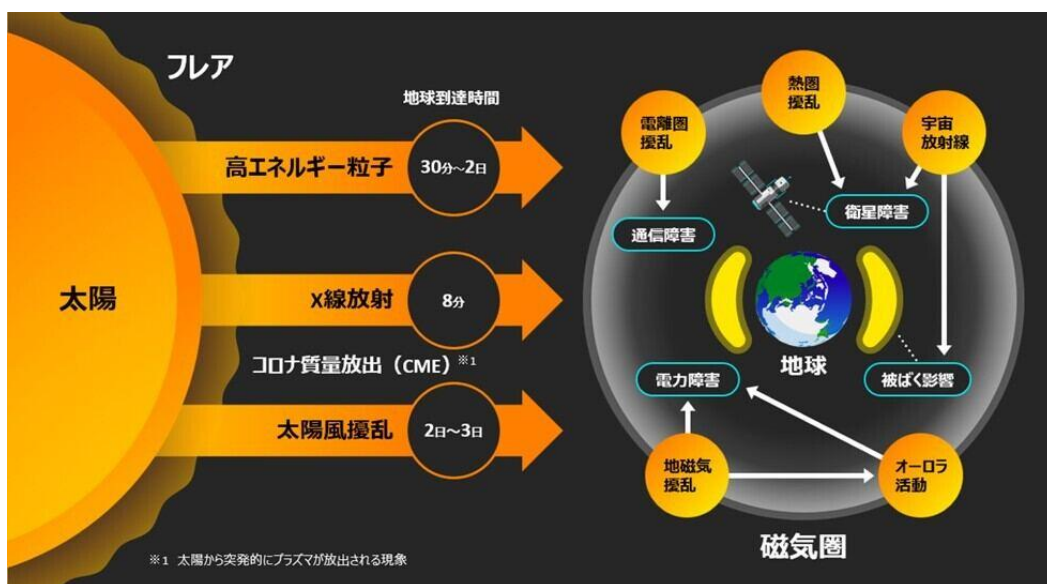 フレア
地球到達時間
高エネルギー粒子
30分～2日
太陽
X線放射
8分
コロナ質量放出（CME）※1
太陽風擾乱
2日～3日
※1 太陽から突発的にプラズマが放出される現象
熱圏
擾乱
電離圏
擾乱
宇宙
放射線
衛星障害
通信障害
地球
電力障害
被ばく影響
地磁気
擾乱
オーロラ
活動
磁気圏